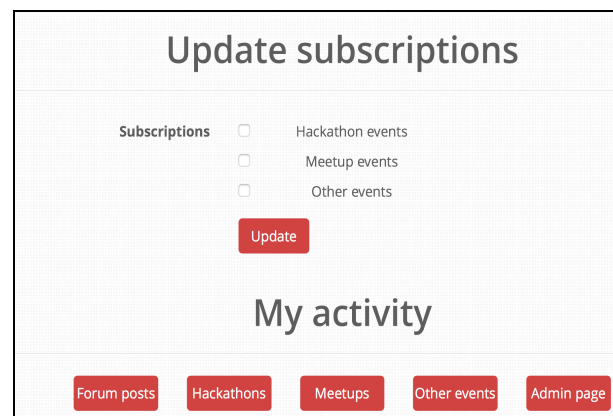 Update subscriptions
Subscriptions Hackathon events
Meetup events
Other events
Update
My activity
Forum posts Hackathons Meetups Other events Admin page